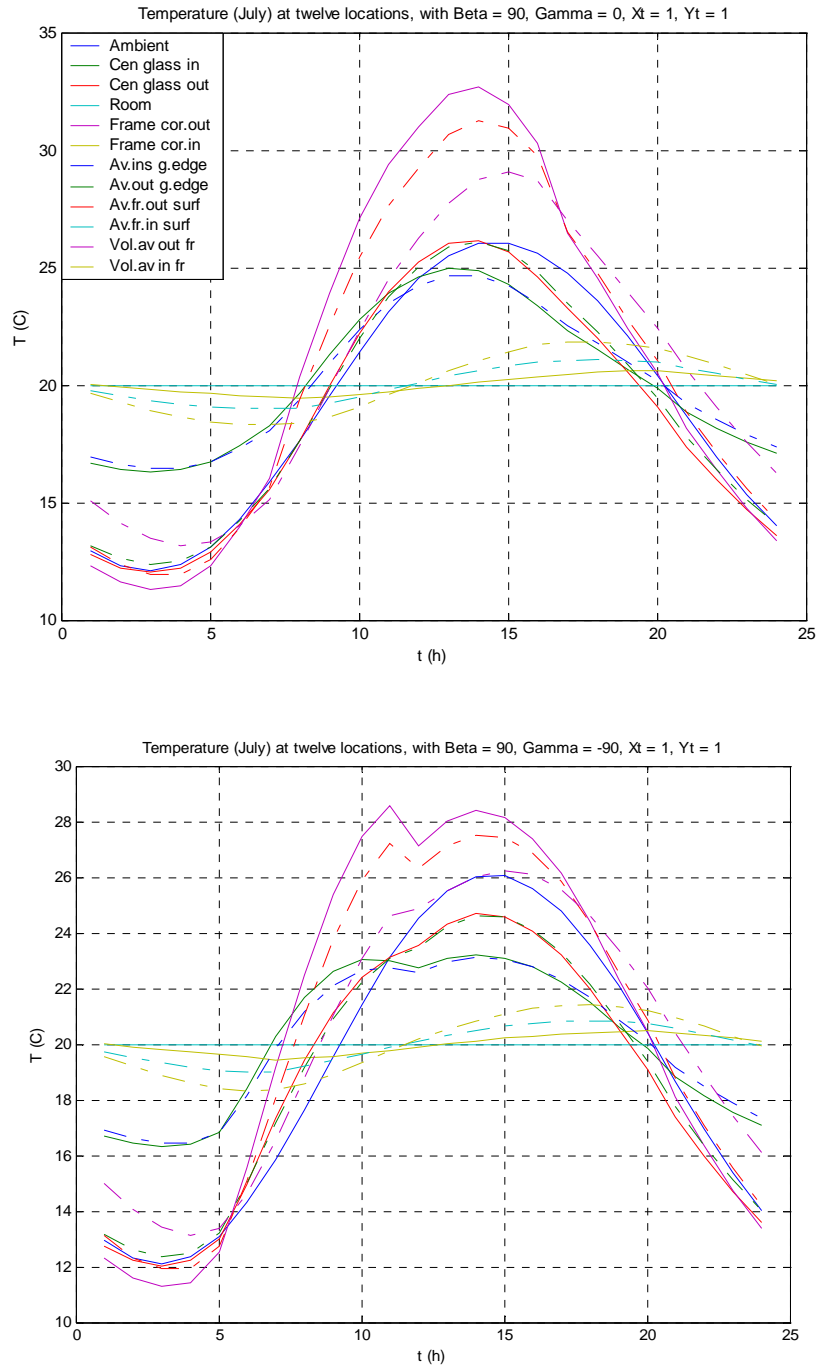 Temperature (July) at twelve locations, with Beta = 90, Gamma = 0, Xt = 1, Yt = 1
35
30
25
20
15
10
T (C)
Ambient
Cen glass in
Cen glass out
Room
Frame cor.out
Frame cor.in
Av.ins g.edge
Av.out g.edge
Av.fr.out surf
Av.fr.in surf
Vol.av out fr
Vol.av in fr
0 5 10 15 20 25
t (h)
Temperature (July) at twelve locations, with Beta = 90, Gamma = -90, Xt = 1, Yt = 1
30
28
26
24
22
20
18
16
14
12
10
T (C)
0 5 10 15 20 25
t (h)